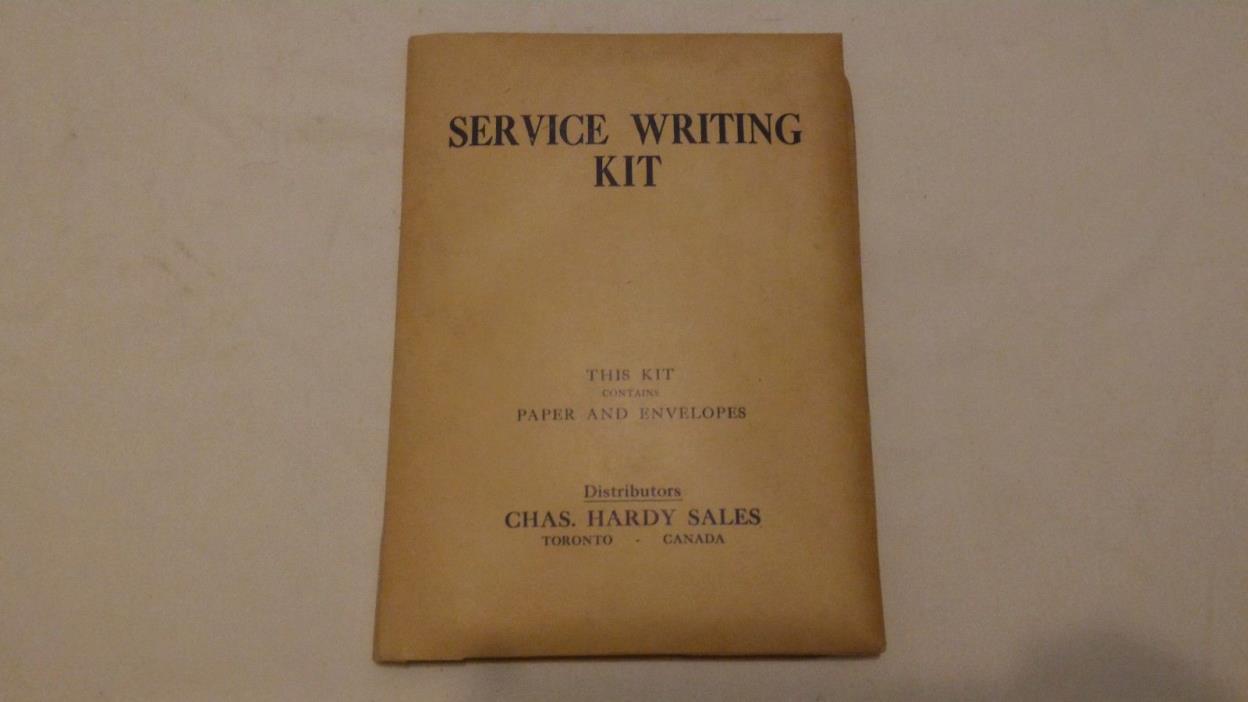 SERVICE WRITING
KIT
THIS KIT
CONTAINS
PAPER AND ENVELOPES
Distributors
CHAS. HARDY SALES
TORONTO - CANADA